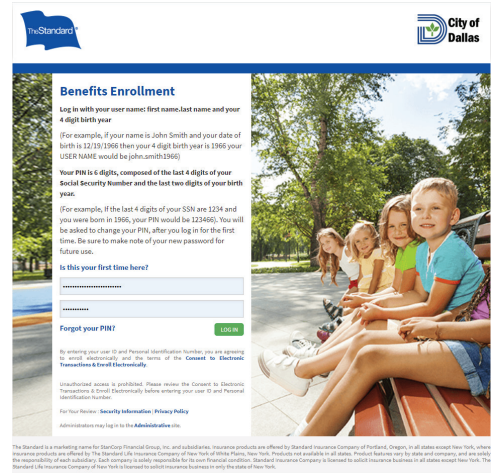 TheStandard
City of
Dallas
Benefits Enrollment
Log in with your user name: first name.last name and your
4 digit birth year
(For example, if your name is John Smith and your date of
birth is 12/19/1966 then your 4 digit birth year is 1966 your
USER NAME would be john.smith1966)
Your PIN is 6 digits, composed of the last 4 digits of your
Social Security Number and the last two digits of your birth
year.
(For example, If the last 4 digits of your SSN are 1234 and
you were born in 1966, your PIN would be 123466). You will
be asked to change your PIN, after you log in for the first
time. Be sure to make note of your new password for
future use.
Is this your first time here?
Forgot your PIN?
LOG IN
By entering your user ID and Personal Identification Number, you are agreeing
to enroll electronically and the terms of the Consent to Electronic
Transactions & Enroll Electronically.
Unauthorized access is prohibited. Please review the Consent to Electronic
Transactions & Enroll Electronically before entering your user ID and Personal
Identification Number.
For Your Review : Security Information | Privacy Policy
Administrators may log in to the Administrative site.
The Standard is a marketing name for StanCorp Financial Group, Inc. and subsidiaries. Insurance products are offered by Standard Insurance Company of Portland, Oregon, in all states except New York, where
insurance products are offered by The Standard Life Insurance Company of New York of White Plains, New York. Products not available in all states. Product features vary by state and company, and are solely
the responsibility of each subsidiary. Each company is solely responsible for its own financial condition. Standard Insurance Company is licensed to solicit insurance business in all states except New York. The
Standard Life Insurance Company of New York is licensed to solicit insurance business in only the state of New York.